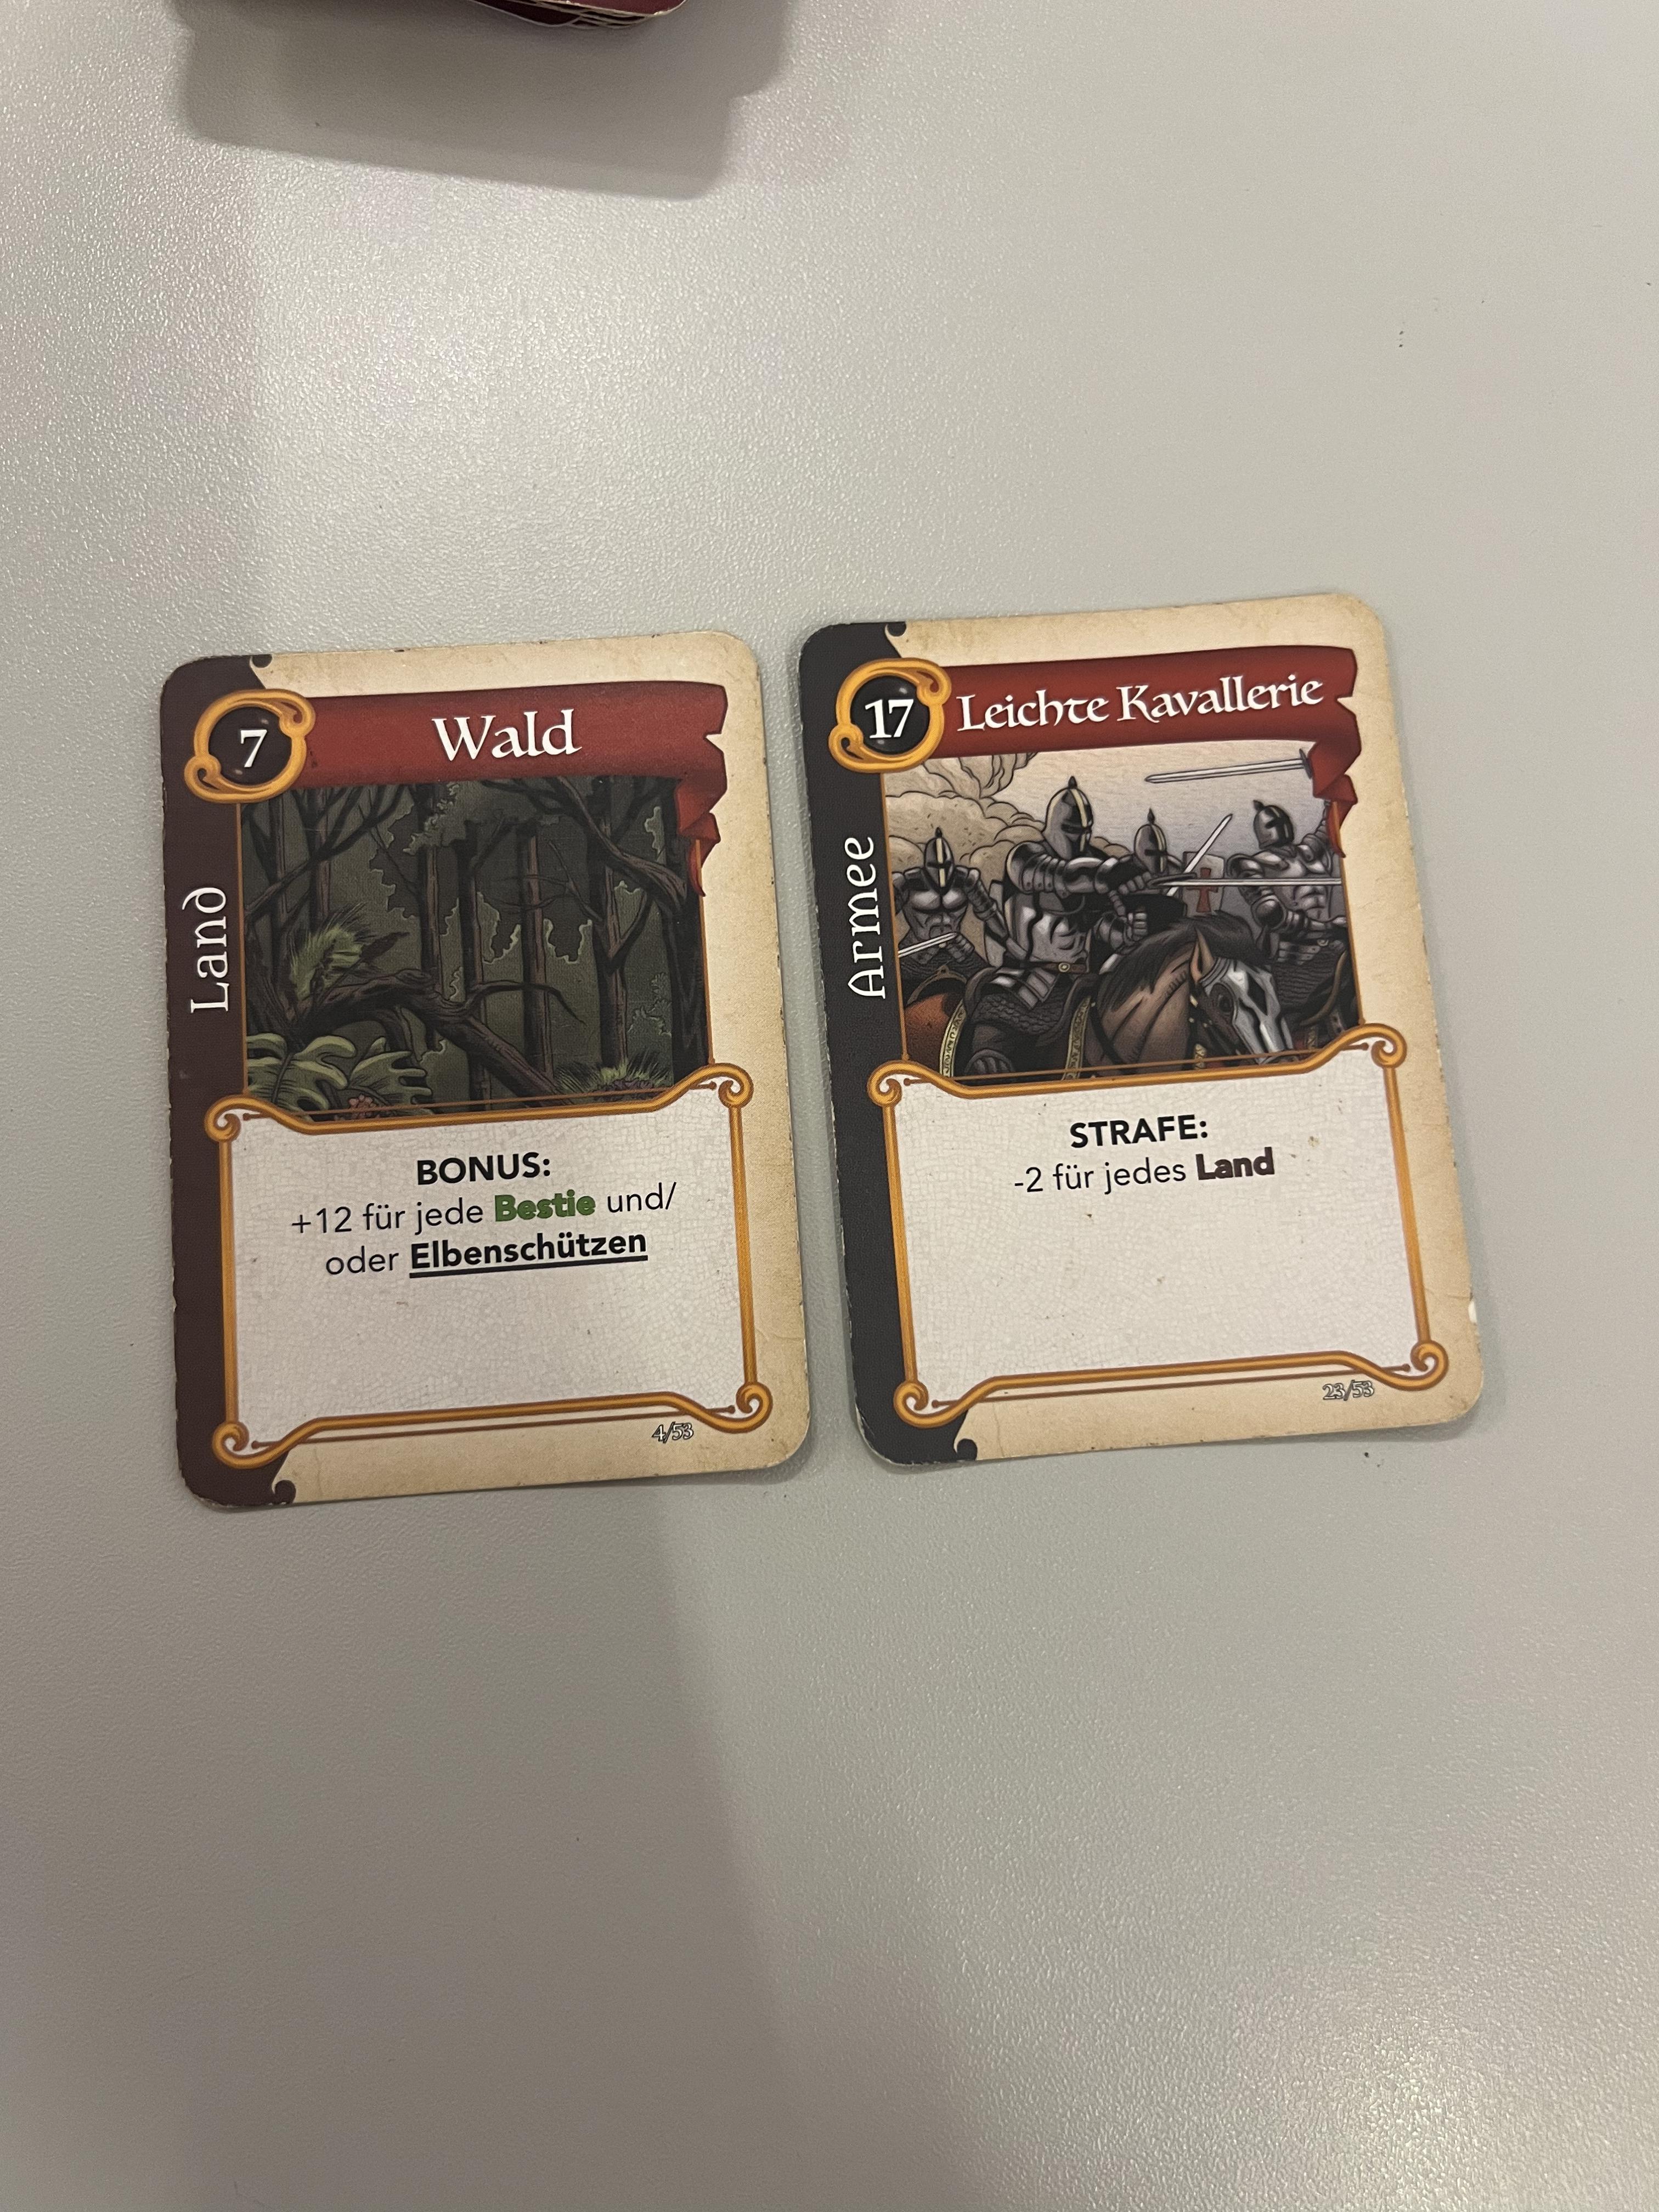 7
Wald
Land
BONUS:
+12 für jede Bestie und/
oder Elbenschützen
4/53
17
Leichte Kavallerie
Armee
STRAFE:
-2 für jedes Land
23/53